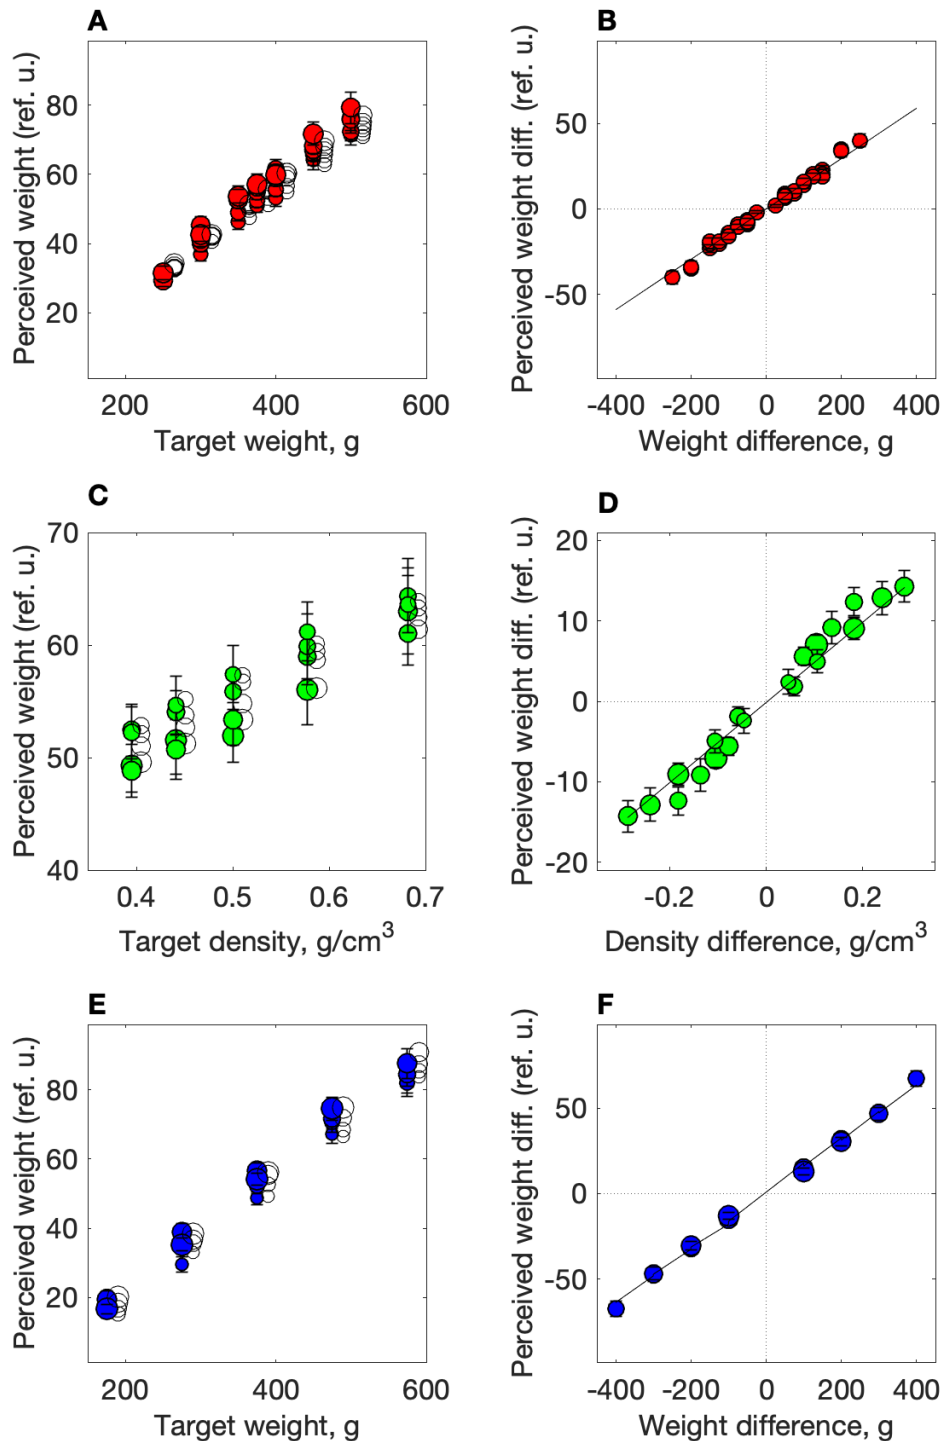 A
B
Perceived weight (ref. u.)
80
60
40
20
200
400
600
Target weight, g
Perceived weight diff. (ref. u.)
50
0
-50
-400
-200
0
200
400
Weight difference, g
C
D
Perceived weight (ref. u.)
70
60
50
40
0.4
0.5
0.6
0.7
Target density, g/cm³
Perceived weight diff. (ref. u.)
20
10
0
-10
-20
-0.2
0
0.2
Density difference, g/cm³
E
F
Perceived weight (ref. u.)
80
60
40
20
200
400
600
Target weight, g
Perceived weight diff. (ref. u.)
50
0
-50
-400
-200
0
200
400
Weight difference, g